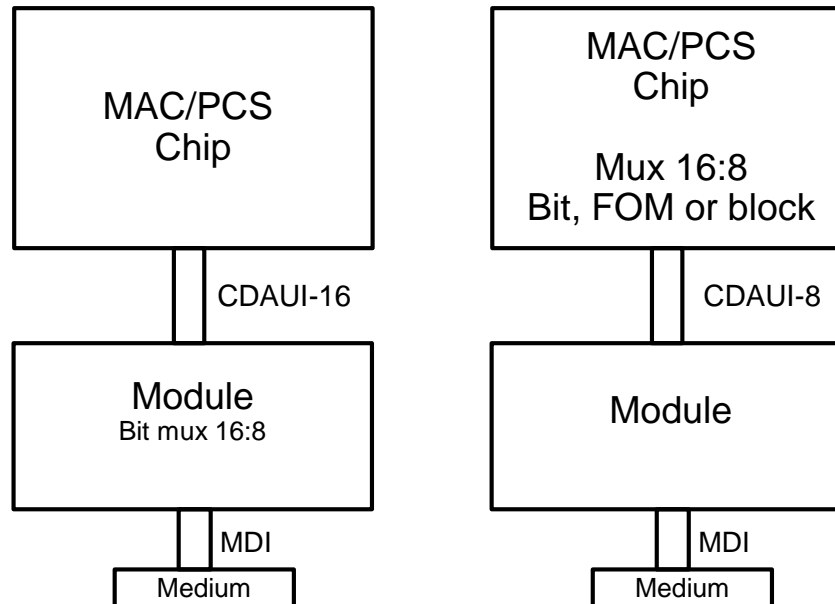 MAC/PCS
Chip
CDAUI-16
Module
Bit mux 16:8
MDI
Medium
MAC/PCS
Chip
Mux 16:8
Bit, FOM or block
CDAUI-8
Module
MDI
Medium